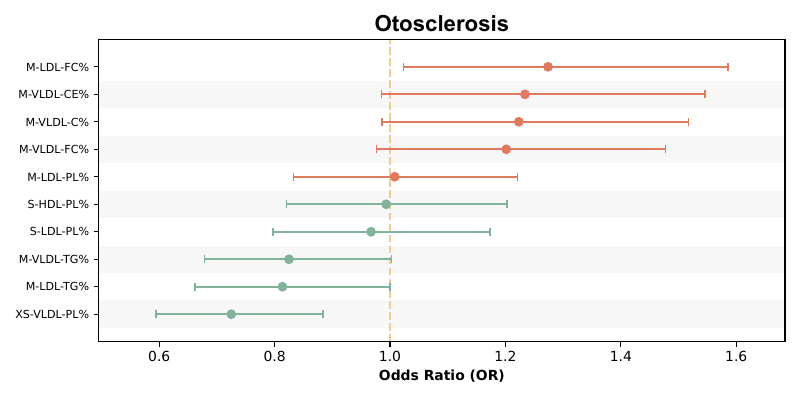 Otosclerosis
M-LDL-FC%
M-VLDL-CE%
M-VLDL-C%
M-VLDL-FC%
M-LDL-PL%
S-HDL-PL%
S-LDL-PL%
M-VLDL-TG%
M-LDL-TG%
XS-VLDL-PL%
0.6 0.8 1.0 1.2 1.4 1.6
Odds Ratio (OR)